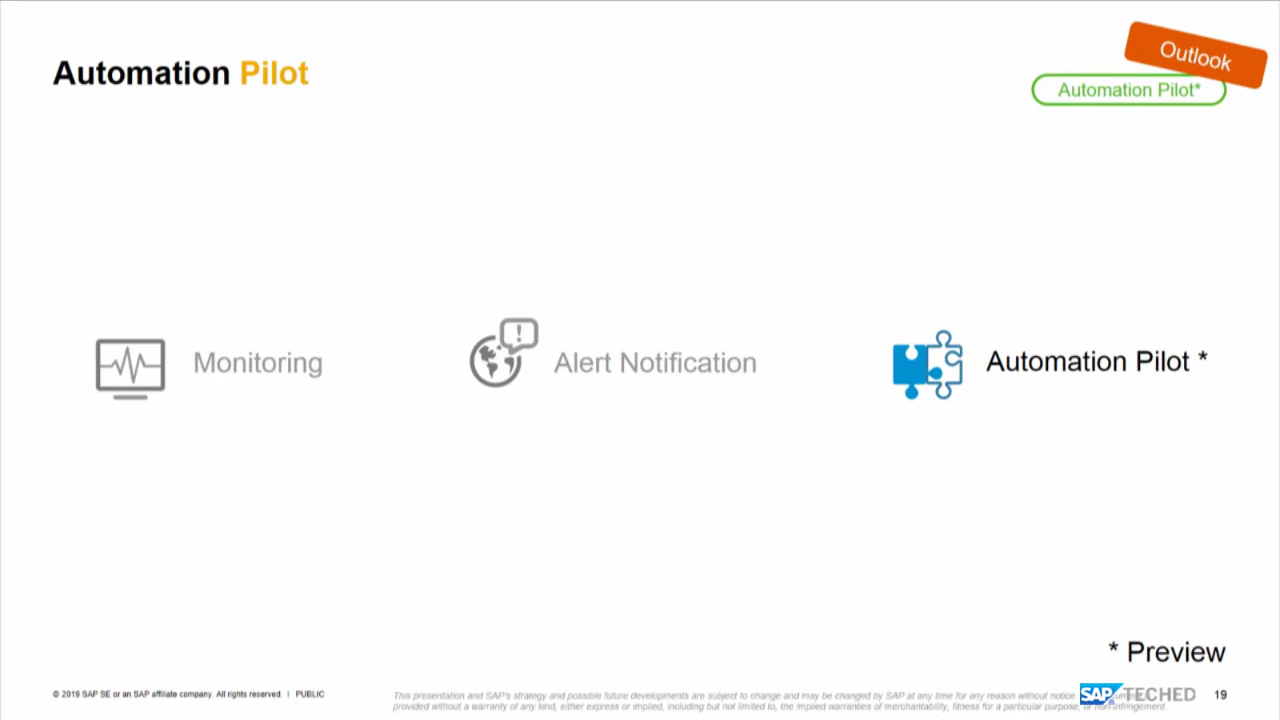 Automation Pilot
Outlook
Automation Pilot*
!
Monitoring
Alert Notification
Automation Pilot *
* Preview
© 2019 SAP SE or an SAP affiliate company. All rights reserved. | PUBLIC
This presentation and SAP's strategy and possible future developments are subject to change and may be changed by SAP at any time for any reason without notice.
provided without a warranty of any kind, either express or implied, including but not limited to, the implied warranties of merchantability, fitness for a particular purpose, or non-infringement.
SAP TECHED
19